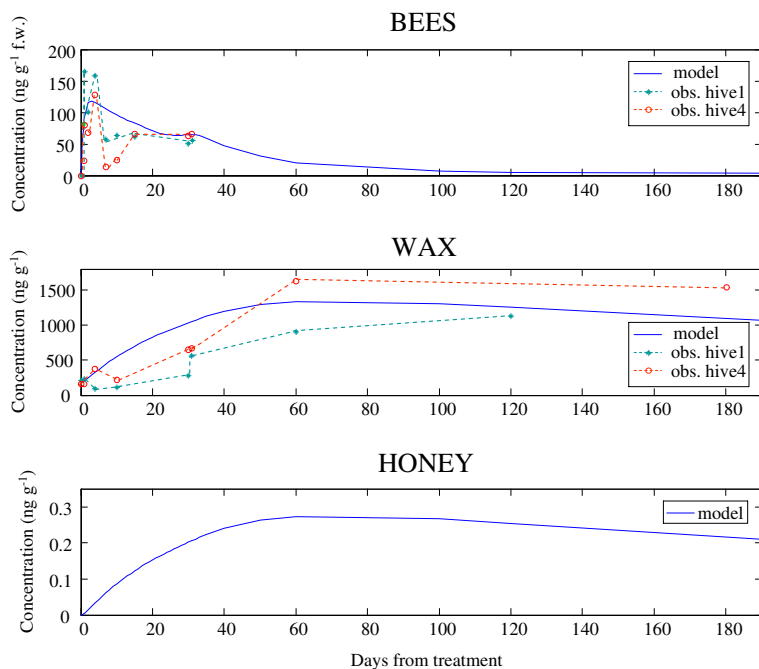 BEES
Concentration (ng g⁻¹ f.w.)
200
150
100
50
0
0 20 40 60 80 100 120 140 160 180
model
obs. hive1
obs. hive4
WAX
Concentration (ng g⁻¹)
1500
1000
500
0
0 20 40 60 80 100 120 140 160 180
model
obs. hive1
obs. hive4
HONEY
Concentration (ng g⁻¹)
0.3
0.2
0.1
0
0 20 40 60 80 100 120 140 160 180
model
Days from treatment